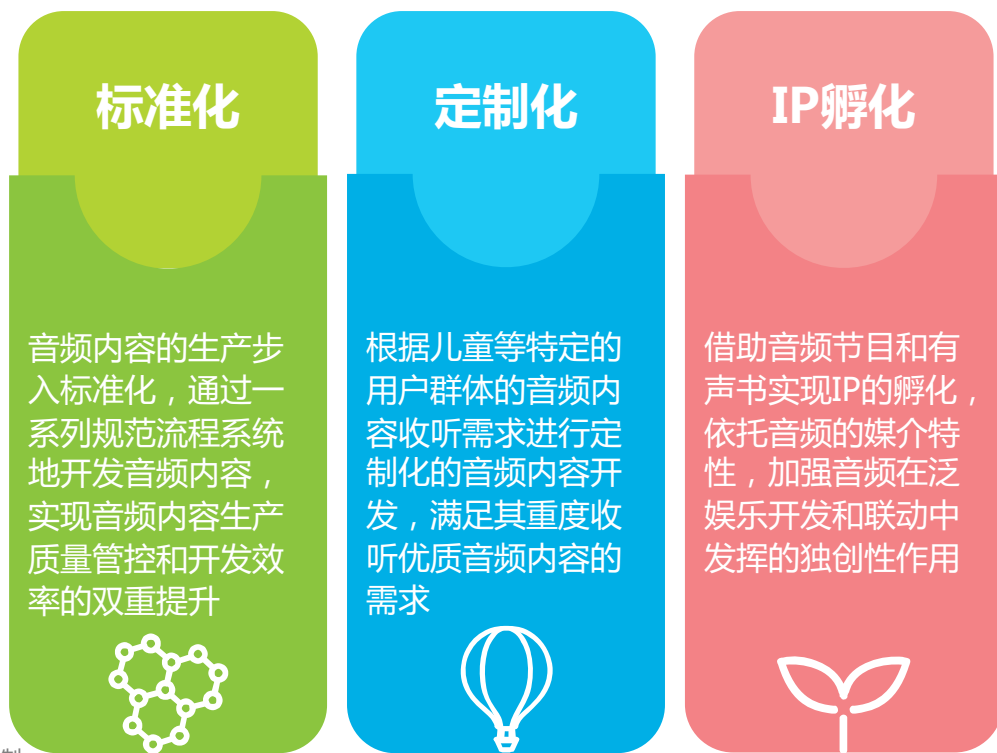 标准化
音频内容的生产步
入标准化，通过一
系列规范流程系统
地开发音频内容，
实现音频内容生产
质量管控和开发效
率的双重提升
定制化
根据儿童等特定的
用户群体的音频内
容收听需求进行定
制化的音频内容开
发，满足其重度收
听优质音频内容的
需求
IP孵化
借助音频节目和有
声书实现IP的孵化，
依托音频的媒介特
性，加强音频在泛
娱乐开发和联动中
发挥的独创性作用